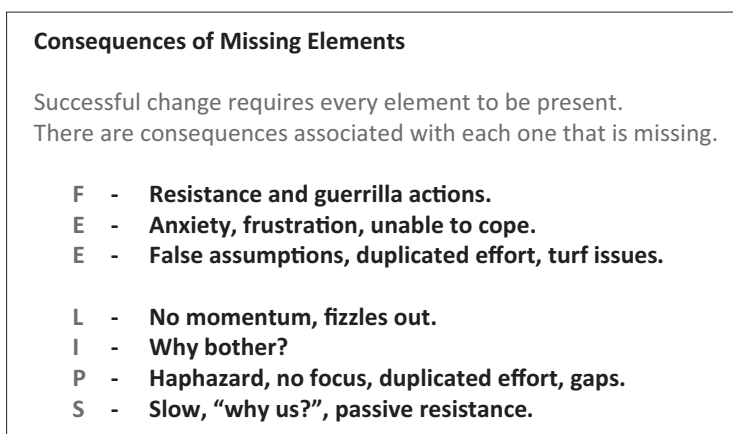 Consequences of Missing Elements
Successful change requires every element to be present.
There are consequences associated with each one that is missing.
F - Resistance and guerrilla actions.
E - Anxiety, frustration, unable to cope.
E - False assumptions, duplicated effort, turf issues.
L - No momentum, fizzles out.
I - Why bother?
P - Haphazard, no focus, duplicated effort, gaps.
S - Slow, “why us?”, passive resistance.